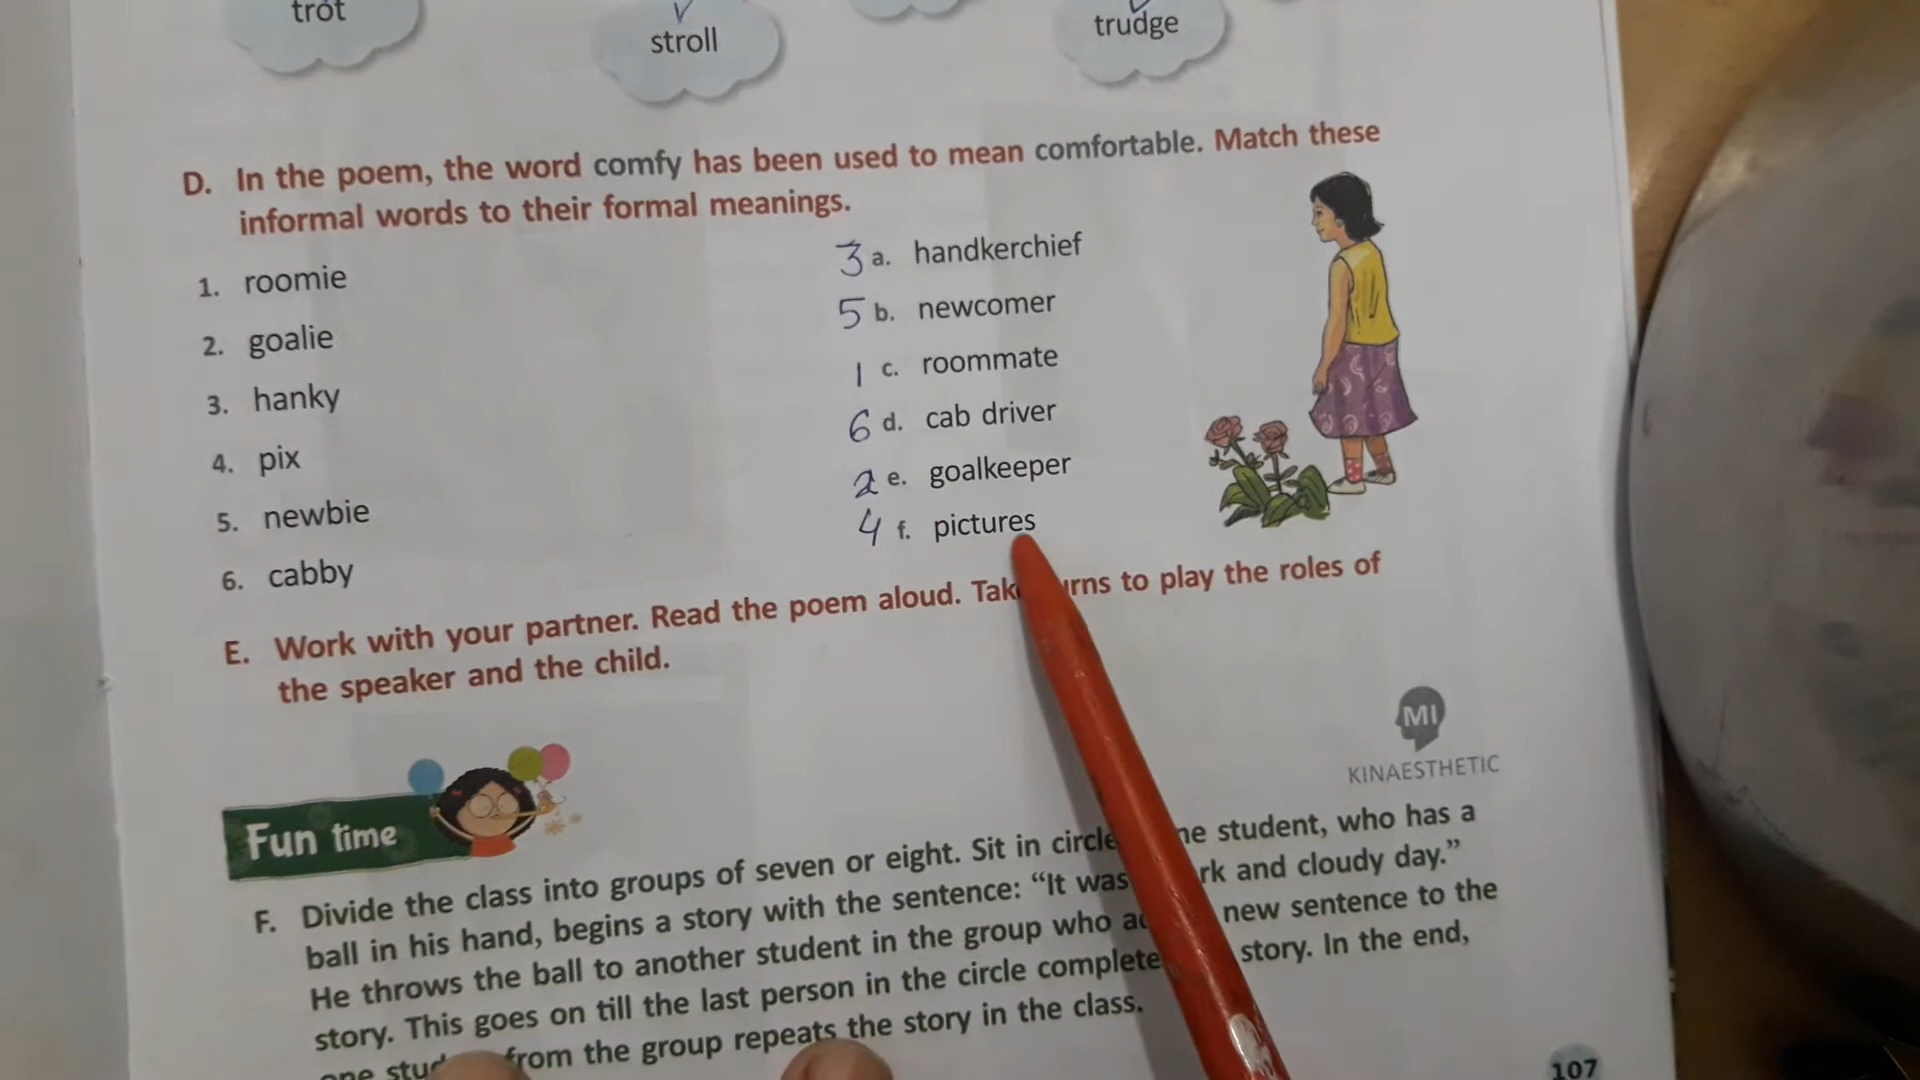 trot
stroll
trudge
D. In the poem, the word comfy has been used to mean comfortable. Match these
informal words to their formal meanings.
1. roomie
2. goalie
3. hanky
4. pix
5. newbie
6. cabby
3 a. handkerchief
5 b. newcomer
1 c. roommate
6 d. cab driver
2 e. goalkeeper
4 f. pictures
E. Work with your partner. Read the poem aloud. to play the roles of
the speaker and the child.
MI
KINAESTHETIC
Fun time
F. Divide the class into groups of seven or eight. Sit in student, who has a
ball in his hand, begins a story with the sentence: “It was and cloudy day.”
He throws the ball to another student in the group who new sentence to the
story. This goes on till the last person in the circle story. In the end,
from the group repeats the story in the class.
107